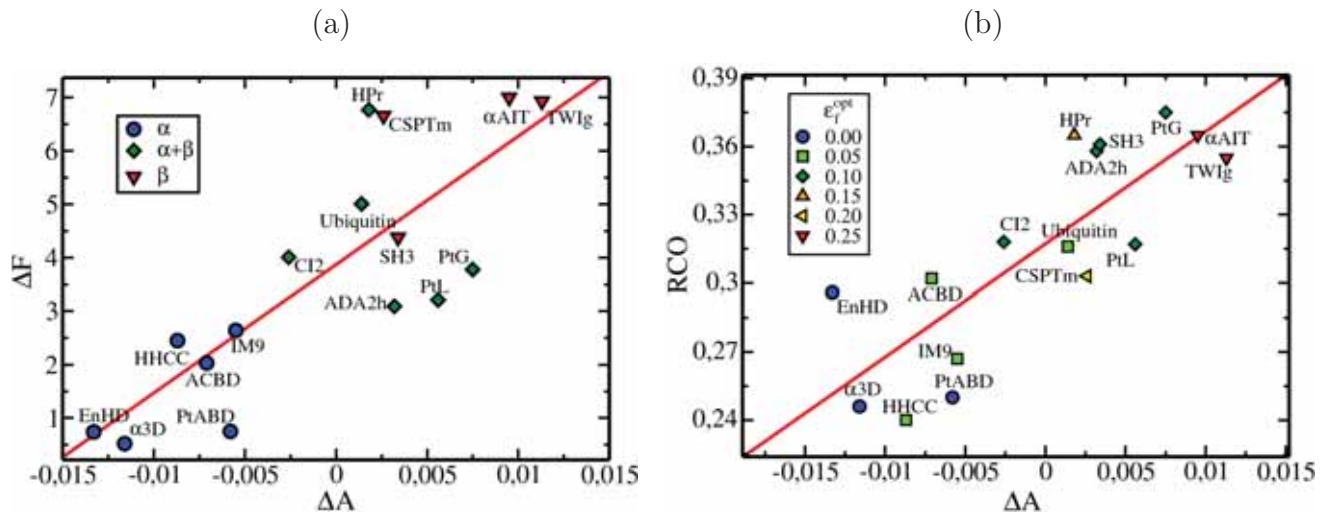 (a)
(b)
7
6
5
4
3
2
1
ΔF
α
α+β
β
HPr
CSPTm
αAIT
TWIg
Ubiquitin
SH3
PtG
CI2
PtL
ADA2h
HHCC
IM9
ACBD
EnHD
α3D
PtABD
-0,015
-0,01
-0,005
0
0,005
0,01
0,015
ΔA
0,39
0,36
0,33
0,3
0,27
0,24
RCO
ε_f^opt
0.00
0.05
0.10
0.15
0.20
0.25
HPr
PtG
SH3
αAIT
ADA2h
TWIg
CI2
Ubiquitin
PtL
CSPTm
ACBD
EnHD
IM9
PtABD
α3D
HHCC
-0,015
-0,01
-0,005
0
0,005
0,01
0,015
ΔA